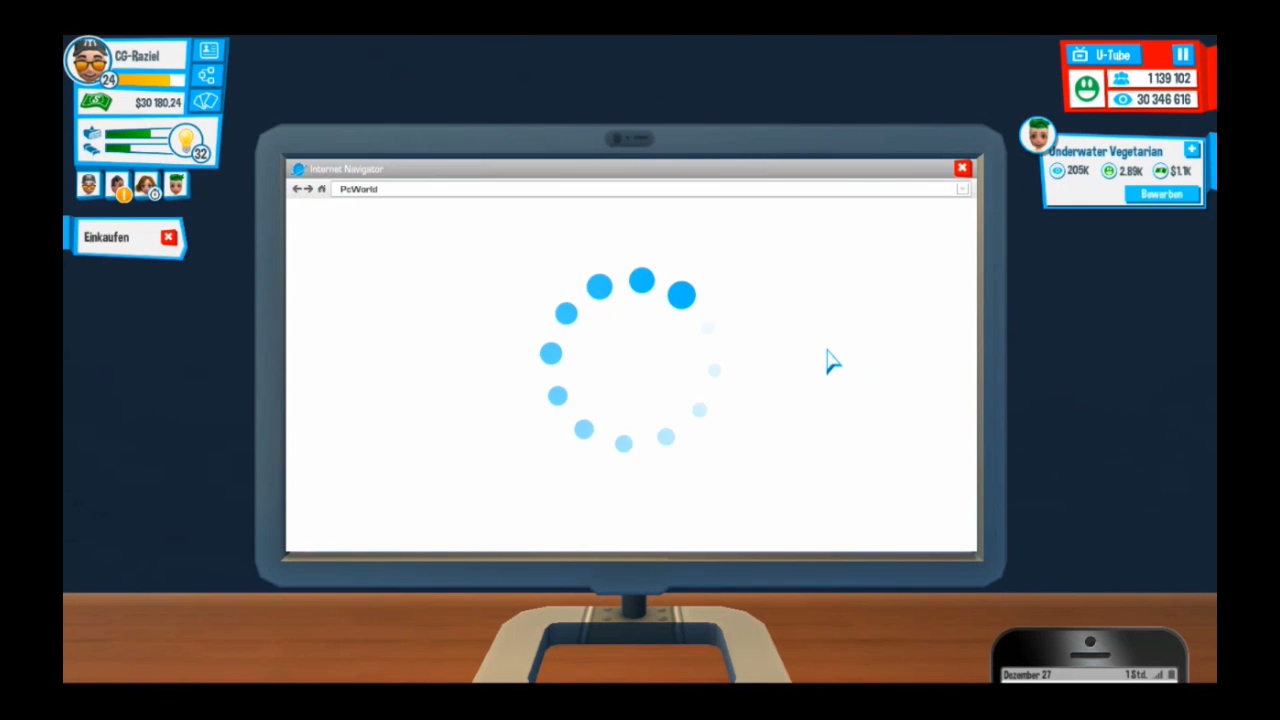 CG-Raziel
24
$30 180,24
32
Einkaufen
Internet Navigator
PcWorld
U-Tube
1 139 102
30 346 616
Underwater Vegetarian
205K 2.89K $1.1K
Bewerben
Dezember 27 1 Std.